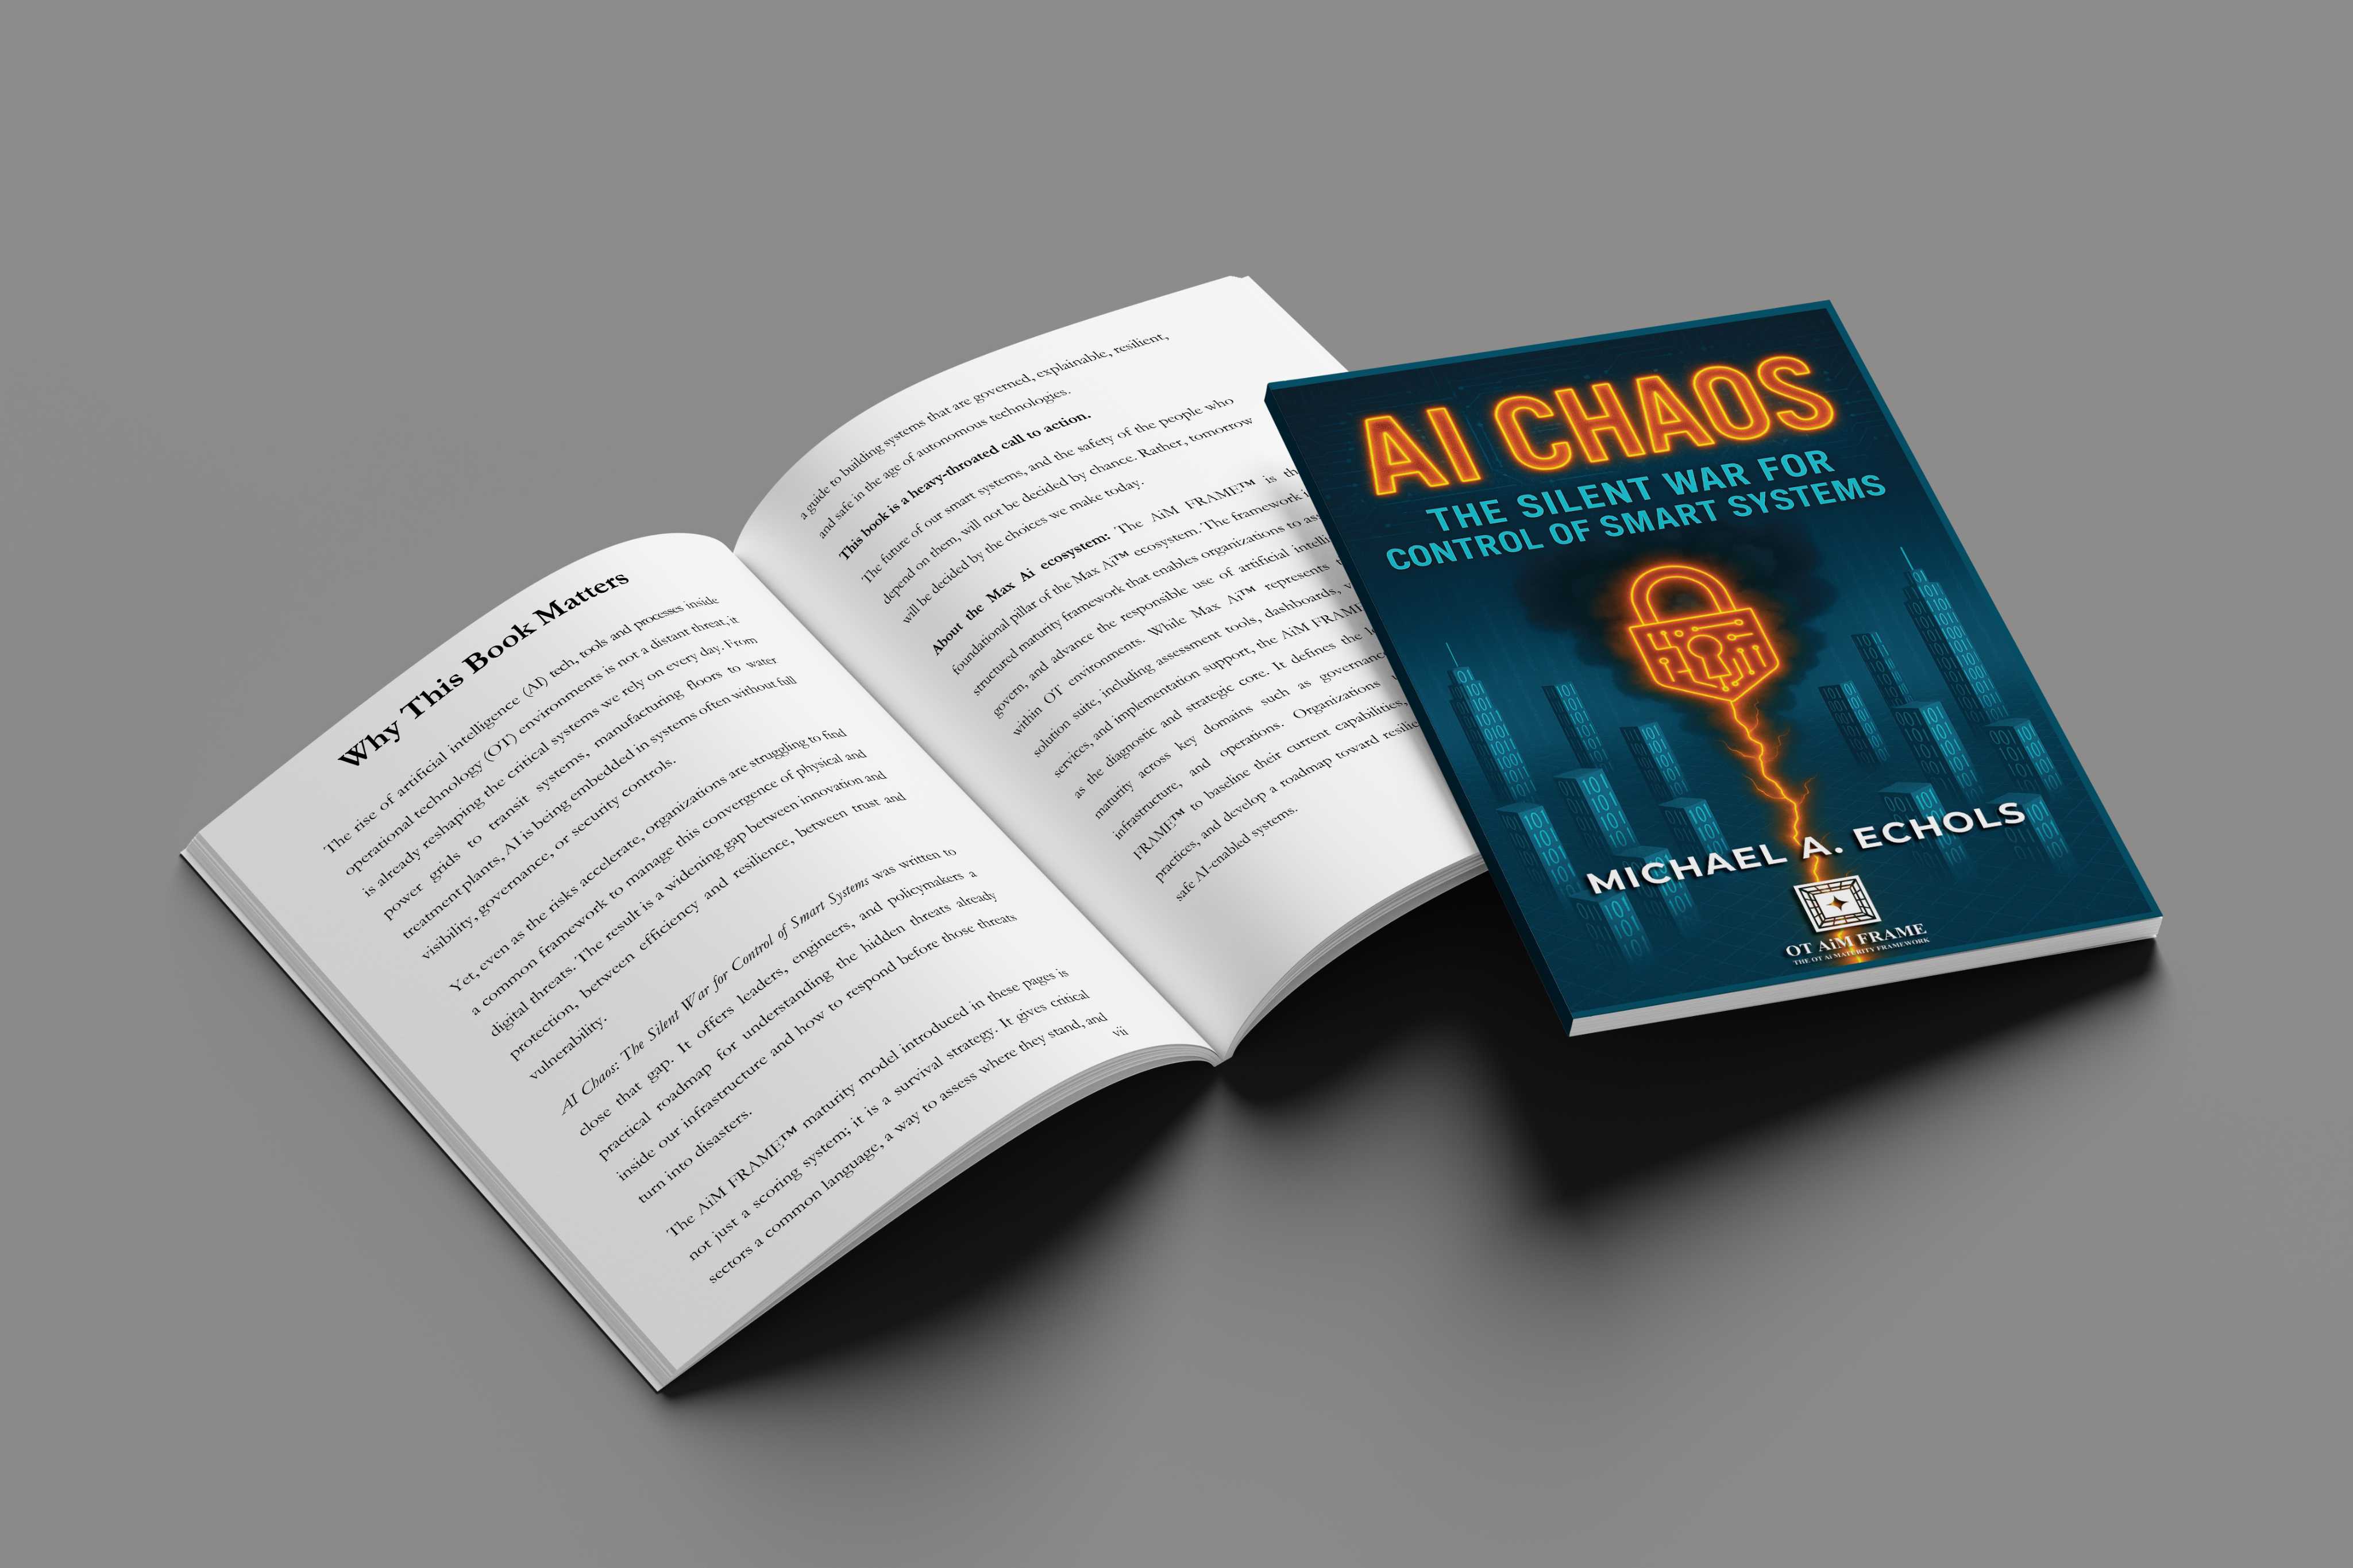 Why This Book Matters
The rise of artificial intelligence (AI) tech, tools and processes inside
operational technology (OT) environments is not a distant threat, it
is already reshaping the critical systems we rely on every day. From
power grids to transit systems, manufacturing floors to water
treatment plants, AI is being embedded in systems often without full
visibility, governance, or security controls.
Yet, even as the risks accelerate, organizations are struggling to find
a common framework to manage this convergence of physical and
digital threats. The result is a widening gap between innovation and
protection, between efficiency and resilience, between trust and
vulnerability.
AI Chaos: The Silent War for Control of Smart Systems was written to
close that gap. It offers leaders, engineers, and policymakers a
practical roadmap for understanding the hidden threats already
inside our infrastructure and how to respond before those threats
turn into disasters.
The AiM FRAME™ maturity model introduced in these pages is
not just a scoring system; it is a survival strategy. It gives critical
sectors a common language, a way to assess where they stand, and
vii
a guide to building systems that are governed, explainable, resilient,
and safe in the age of autonomous technologies.
This book is a heavy-throated call to action.
The future of our smart systems, and the safety of the people who
depend on them, will not be decided by chance. Rather, tomorrow
will be decided by the choices we make today.
About the Max Ai ecosystem: The AiM FRAME™ is
foundational pillar of the Max Ai™ ecosystem. The framework
structured maturity framework that enables organizations to
govern, and advance the responsible use of artificial
within OT environments. While Max Ai™ represents
solution suite, including assessment tools, dashboards,
services, and implementation support, the AiM
as the diagnostic and strategic core. It defines the
maturity across key domains such as
infrastructure, and operations. Organizations
FRAME™ to baseline their current capabilities,
practices, and develop a roadmap toward
safe AI-enabled systems.
AI CHAOS
THE SILENT WAR FOR
CONTROL OF SMART SYSTEMS
MICHAEL A. ECHOLS
OT AiM FRAME
THE OT Ai MATURITY FRAMEWORK